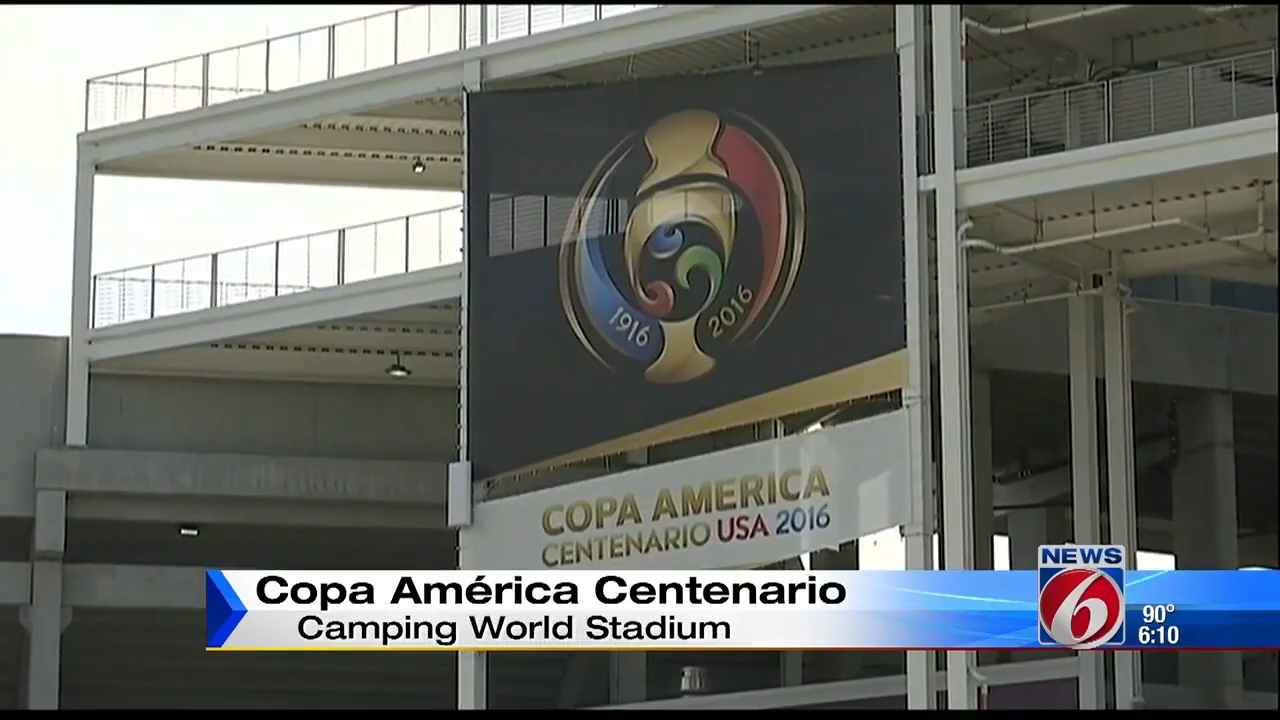 1916
2016
COPA AMERICA
CENTENARIO USA 2016
Copa América Centenario
Camping World Stadium
NEWS
6
90°
6:10